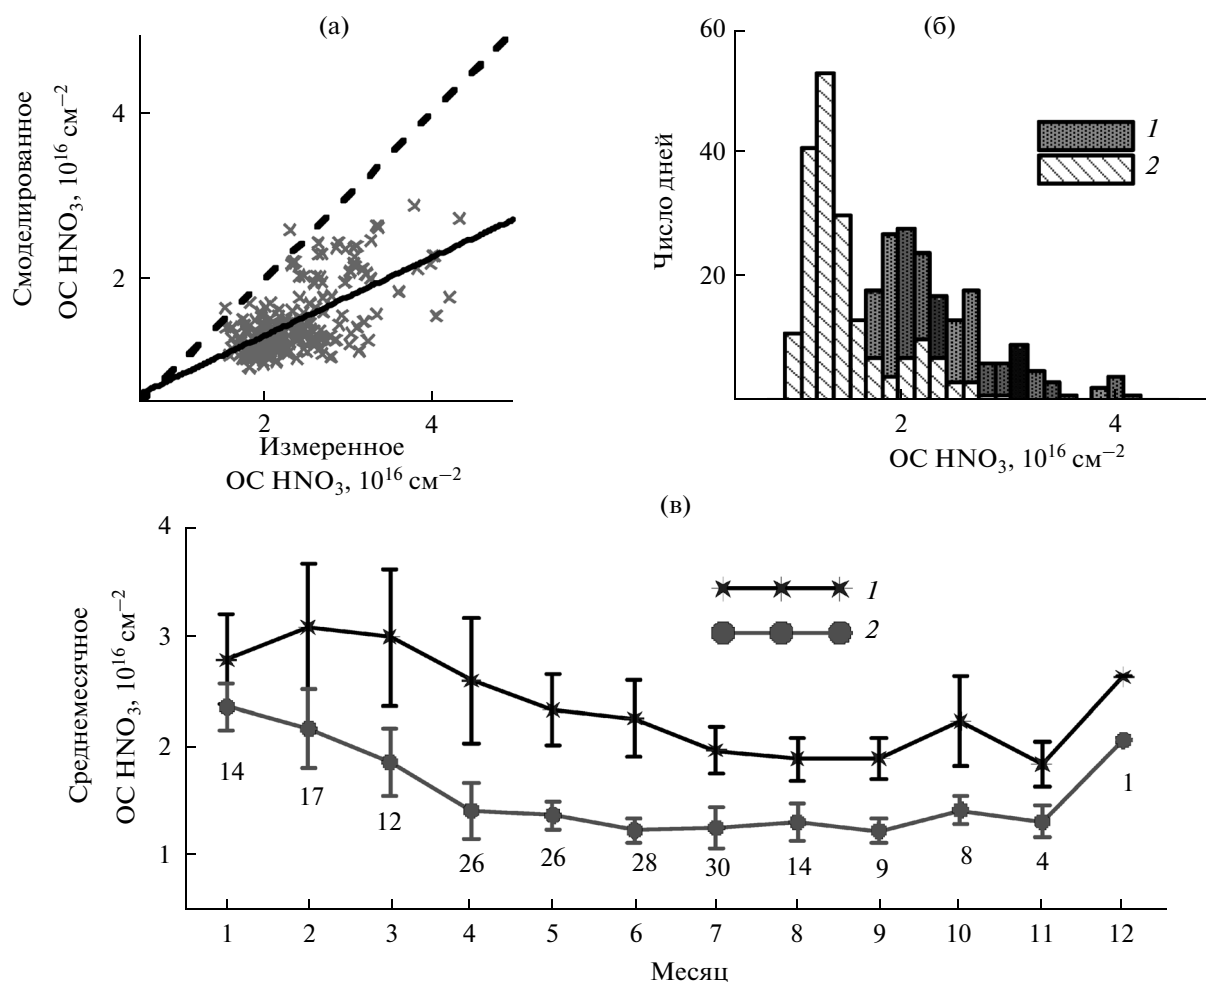 (а)
Смоделированное
ОС HNO₃, 10¹⁶ см⁻²
4
2
2
4
Измеренное
ОС HNO₃, 10¹⁶ см⁻²
(б)
Число дней
60
40
20
1
2
2
4
ОС HNO₃, 10¹⁶ см⁻²
(в)
Среднемесячное
ОС HNO₃, 10¹⁶ см⁻²
4
3
2
1
1
2
14
17
12
26
26
28
30
14
9
8
4
1
1 2 3 4 5 6 7 8 9 10 11 12
Месяц